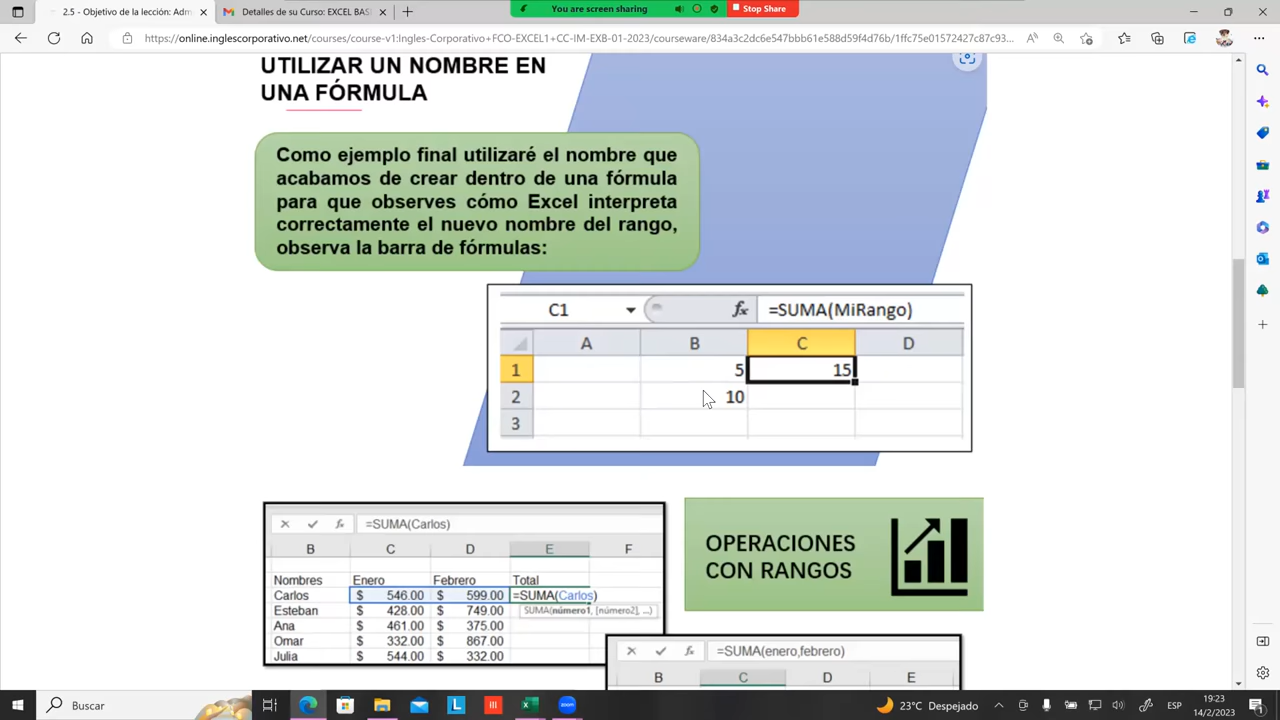 2.5 - Objetivo de la lección: Adm
Detalles de su Curso: EXCEL BAS
You are screen sharing
Stop Share
https://online.inglescorporativo.net/courses/course-v1:Ingles-Corporativo+FCO-EXCEL1+CC-IM-EXB-01-2023/courseware/834a3c2dc6e547bbb61e588d59f4d76b/1ffc75e01572427c87c93...
UTILIZAR UN NOMBRE EN
UNA FÓRMULA
Como ejemplo final utilizaré el nombre que
acabamos de crear dentro de una fórmula
para que observes cómo Excel interpreta
correctamente el nuevo nombre del rango,
observa la barra de fórmulas:
C1 fx =SUMA(MiRango)
A B C D
1 5 15
2 10
3
fx =SUMA(Carlos)
B C D E F
Nombres Enero Febrero Total
Carlos $ 546.00 $ 599.00 =SUMA(Carlos)
Esteban $ 428.00 $ 749.00 SUMA(número1, [número2], ...)
Ana $ 461.00 $ 375.00
Omar $ 332.00 $ 867.00
Julia $ 544.00 $ 332.00
OPERACIONES
CON RANGOS
fx =SUMA(enero,febrero)
B C D E
Buscar
23°C Despejado
ESP
19:23
14/2/2023